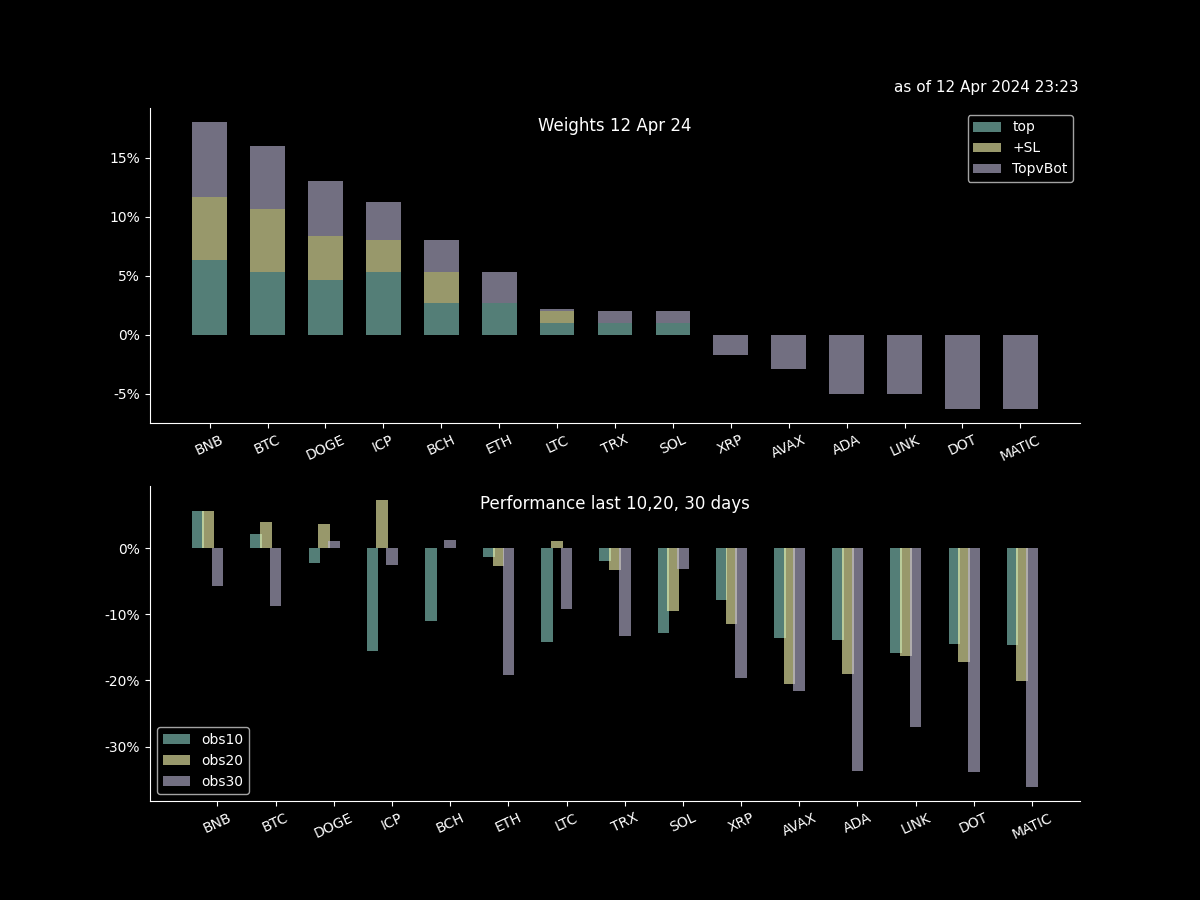 as of 12 Apr 2024 23:23
Weights 12 Apr 24
top
+SL
TopvBot
15%
10%
5%
0%
-5%
BNB BTC DOGE ICP BCH ETH LTC TRX SOL XRP AVAX ADA LINK DOT MATIC
Performance last 10,20, 30 days
0%
-10%
-20%
-30%
obs10
obs20
obs30
BNB BTC DOGE ICP BCH ETH LTC TRX SOL XRP AVAX ADA LINK DOT MATIC